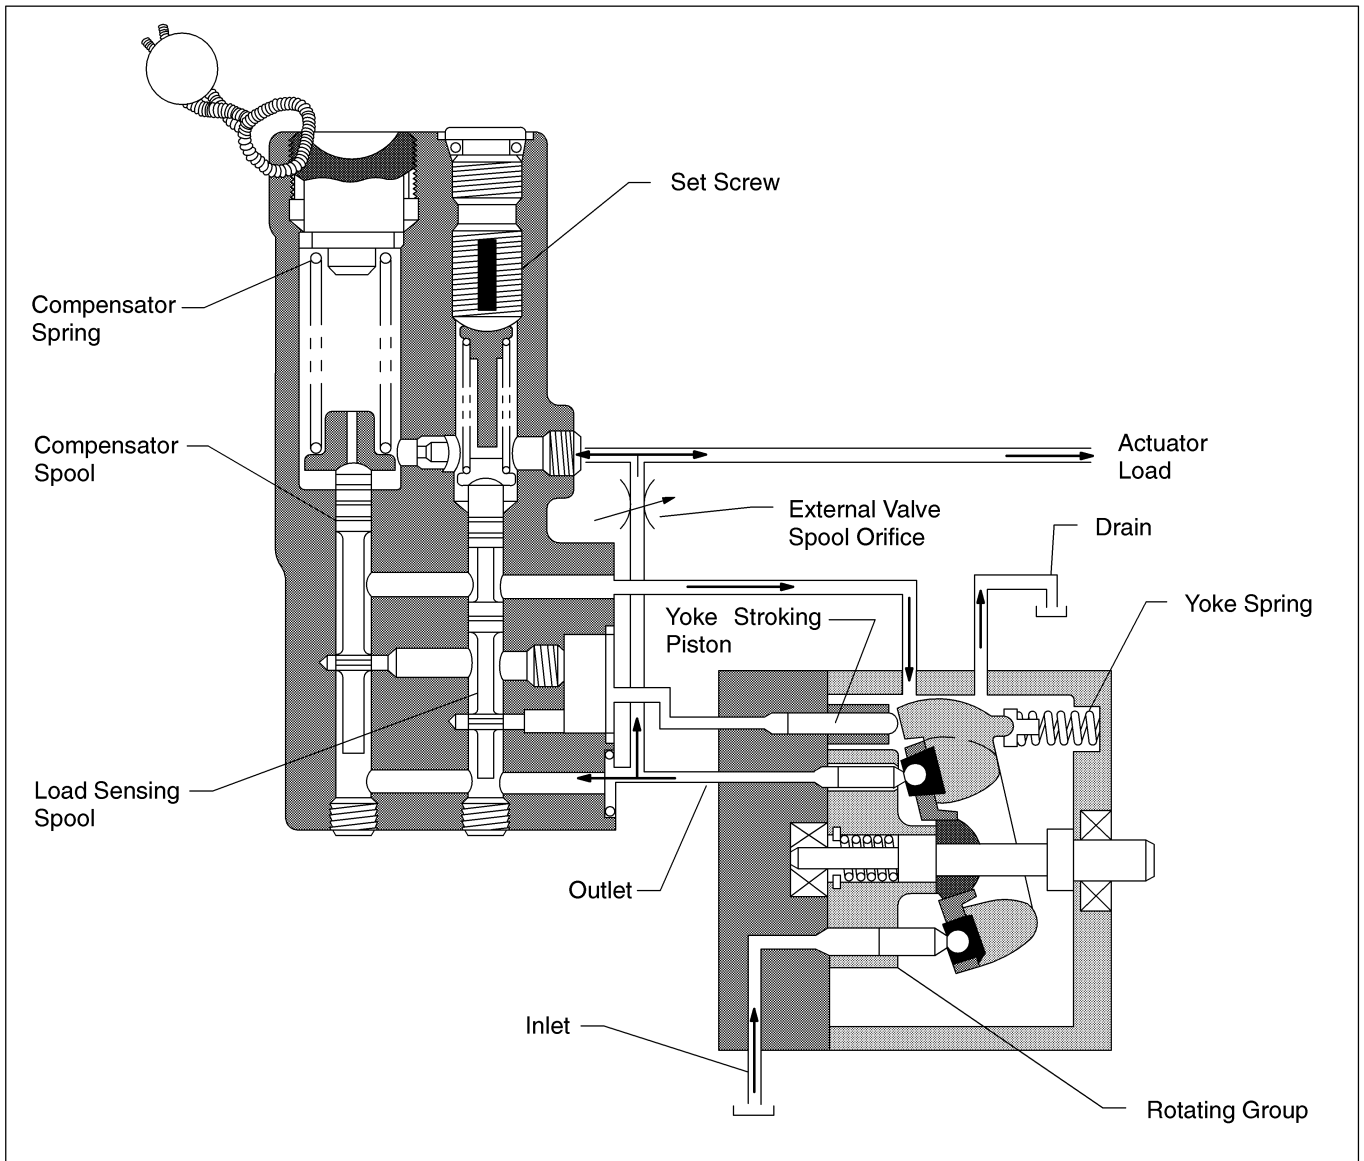 Set Screw
Compensator
Spring
Compensator
Spool
Actuator
Load
External Valve
Spool Orifice
Drain
Yoke Spring
Yoke Stroking
Piston
Load Sensing
Spool
Outlet
Inlet
Rotating Group